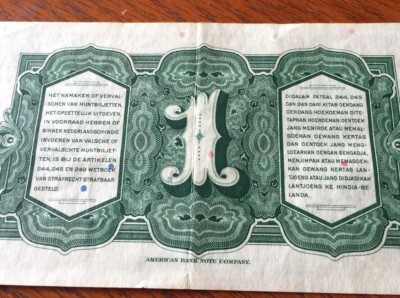 HET NAMAKEN OF VERVAL-
SCHEN VAN MUNTBILJETTEN,
HET OPZETTELIJK UITGEVEN,
IN VOORRAAD HEBBEN OF
BINNEN NEDERLANDSCH INDIË
INVOEREN VAN VALSCHE OF
VERVALSCHTE MUNTBILJET-
TEN, IS BIJ DE ARTIKELEN
244, 245 EN 249 WETBOEK
VAN STRAFRECHT STRAFBAAR
GESTELD.
1
DIDALAM FATSAL 244, 245
DAN 249 DARI KITAB OENDANG
OENDANG HOEKOEMAN DITE-
TAPKAN HOEKOEMAN OENTOEK
JANG MENIROE ATAU MEMAL-
SOEKAN OEWANG KERTAS
DAN OENTOEK JANG MENG-
LOEARKAN DENGAN SENGADJA,
MENJIMPAN ATAU MEMASOEK-
KAN OEWANG KERTAS LAN-
TJOENG ATAU JANG DIDJADIKAN
LANTJOENG KE HINDIA-BE-
LANDA.
AMERICAN BANK NOTE COMPANY.